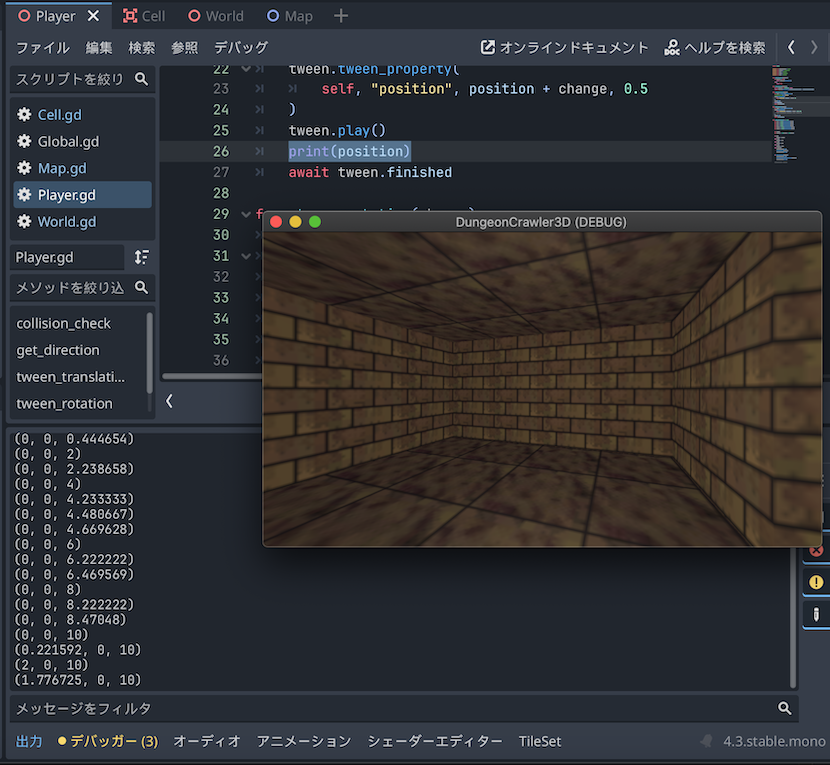 Player
Cell
World
Map
ファイル 編集 検索 参照 デバッグ オンラインドキュメント ヘルプを検索
スクリプトを絞り
Cell.gd
Global.gd
Map.gd
Player.gd
World.gd
Player.gd
メソッドを絞り込
collision_check
get_direction
tween_translati...
tween_rotation
22 tween.tween_property(
23 self, "position", position + change, 0.5
24 )
25 tween.play()
26 print(position)
27 await tween.finished
28
29
30
31
32
33
34
35
36
DungeonCrawler3D (DEBUG)
(0, 0, 0.444654)
(0, 0, 2)
(0, 0, 2.238658)
(0, 0, 4)
(0, 0, 4.233333)
(0, 0, 4.480667)
(0, 0, 4.669628)
(0, 0, 6)
(0, 0, 6.222222)
(0, 0, 6.469569)
(0, 0, 8)
(0, 0, 8.222222)
(0, 0, 8.47048)
(0, 0, 10)
(0.221592, 0, 10)
(2, 0, 10)
(1.776725, 0, 10)
メッセージをフィルタ
出力 デバッガー (3) オーディオ アニメーション シェーダーエディター TileSet 4.3.stable.mono